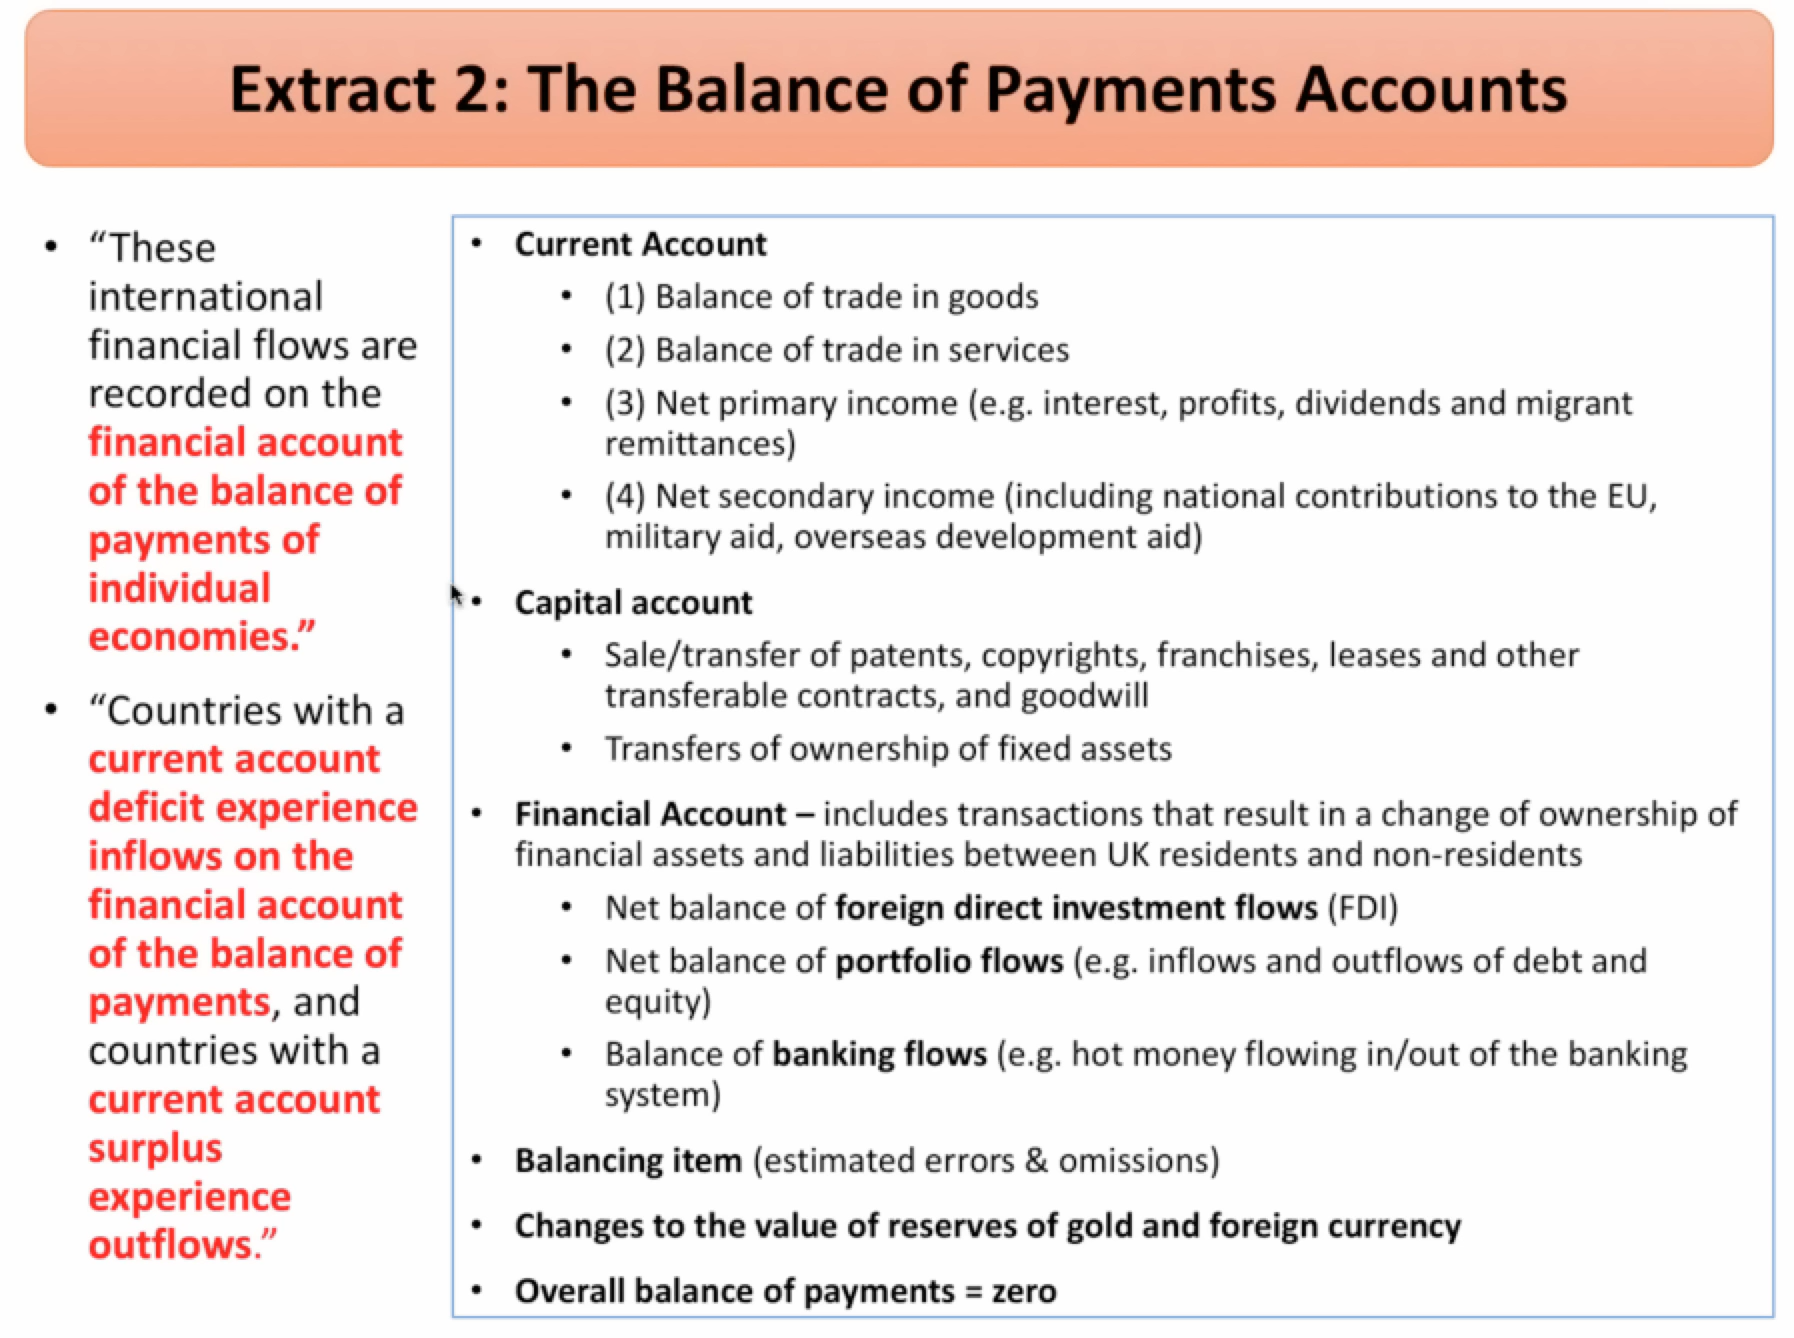 Extract 2: The Balance of Payments Accounts
• “These
international
financial flows are
recorded on the
financial account
of the balance of
payments of
individual
economies.”
• “Countries with a
current account
deficit experience
inflows on the
financial account
of the balance of
payments, and
countries with a
current account
surplus
experience
outflows.”
• Current Account
• (1) Balance of trade in goods
• (2) Balance of trade in services
• (3) Net primary income (e.g. interest, profits, dividends and migrant
remittances)
• (4) Net secondary income (including national contributions to the EU,
military aid, overseas development aid)
• Capital account
• Sale/transfer of patents, copyrights, franchises, leases and other
transferable contracts, and goodwill
• Transfers of ownership of fixed assets
• Financial Account – includes transactions that result in a change of ownership of
financial assets and liabilities between UK residents and non-residents
• Net balance of foreign direct investment flows (FDI)
• Net balance of portfolio flows (e.g. inflows and outflows of debt and
equity)
• Balance of banking flows (e.g. hot money flowing in/out of the banking
system)
• Balancing item (estimated errors & omissions)
• Changes to the value of reserves of gold and foreign currency
• Overall balance of payments = zero